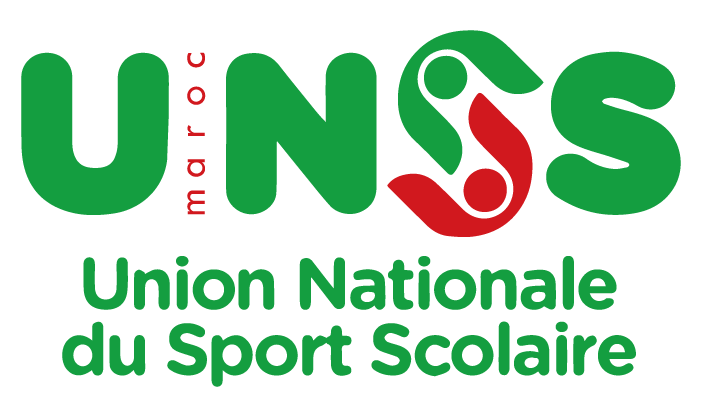 UNSS
maroc
Union Nationale
du Sport Scolaire